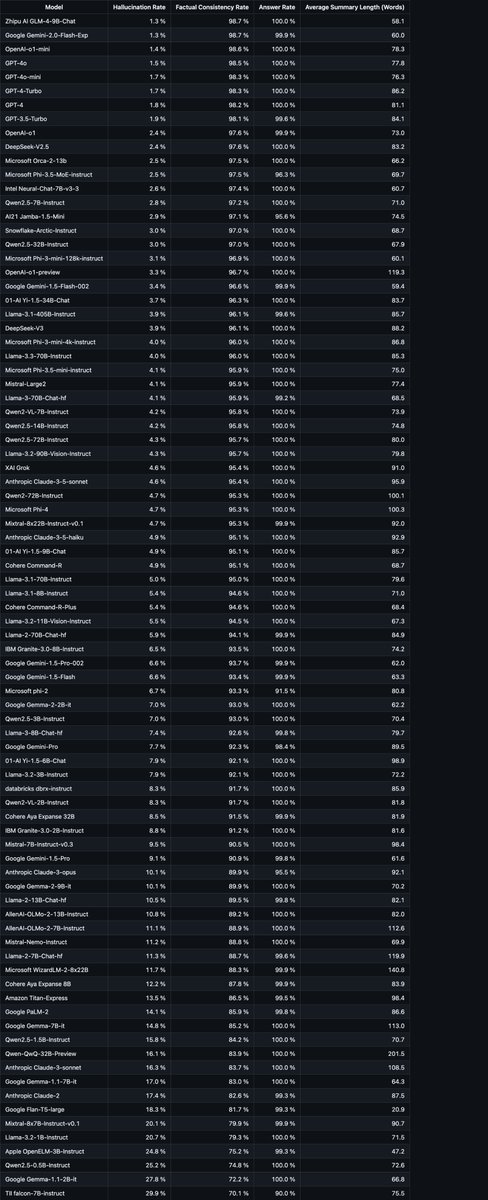 Model Hallucination Rate Factual Consistency Rate Answer Rate Average Summary Length (Words)
Zhipu AI GLM-4-9B-Chat 1.3 % 98.7 % 100.0 % 58.1
Google Gemini-2.0-Flash-Exp 1.3 % 98.7 % 99.9 % 60.0
OpenAI-o1-mini 1.4 % 98.6 % 100.0 % 78.3
GPT-4o 1.5 % 98.5 % 100.0 % 77.8
GPT-4o-mini 1.7 % 98.3 % 100.0 % 76.3
GPT-4-Turbo 1.7 % 98.3 % 100.0 % 86.2
GPT-4 1.8 % 98.2 % 100.0 % 81.1
GPT-3.5-Turbo 1.9 % 98.1 % 99.6 % 84.1
OpenAI-o1 2.4 % 97.6 % 99.9 % 73.0
DeepSeek-V2.5 2.4 % 97.6 % 100.0 % 83.2
Microsoft Orca-2-13b 2.5 % 97.5 % 100.0 % 66.2
Microsoft Phi-3.5-MoE-instruct 2.5 % 97.5 % 96.3 % 69.7
Intel Neural-Chat-7B-v3-3 2.6 % 97.4 % 100.0 % 60.7
Qwen2.5-7B-Instruct 2.8 % 97.2 % 100.0 % 71.0
AI21 Jamba-1.5-Mini 2.9 % 97.1 % 95.6 % 74.5
Snowflake-Arctic-Instruct 3.0 % 97.0 % 100.0 % 68.7
Qwen2.5-32B-Instruct 3.0 % 97.0 % 100.0 % 67.9
Microsoft Phi-3-mini-128k-instruct 3.1 % 96.9 % 100.0 % 60.1
OpenAI-o1-preview 3.3 % 96.7 % 100.0 % 119.3
Google Gemini-1.5-Flash-002 3.4 % 96.6 % 99.9 % 59.4
01-AI Yi-1.5-34B-Chat 3.7 % 96.3 % 100.0 % 83.7
Llama-3.1-405B-Instruct 3.9 % 96.1 % 99.6 % 85.7
DeepSeek-V3 3.9 % 96.1 % 100.0 % 88.2
Microsoft Phi-3-mini-4k-instruct 4.0 % 96.0 % 100.0 % 86.8
Llama-3.3-70B-Instruct 4.0 % 96.0 % 100.0 % 85.3
Microsoft Phi-3.5-mini-instruct 4.1 % 95.9 % 100.0 % 75.0
Mistral-Large2 4.1 % 95.9 % 100.0 % 77.4
Llama-3-70B-Chat-hf 4.1 % 95.9 % 99.2 % 68.5
Qwen2-VL-7B-Instruct 4.2 % 95.8 % 100.0 % 73.9
Qwen2.5-14B-Instruct 4.2 % 95.8 % 100.0 % 74.8
Qwen2.5-72B-Instruct 4.3 % 95.7 % 100.0 % 80.0
Llama-3.2-90B-Vision-Instruct 4.3 % 95.7 % 100.0 % 79.8
XAI Grok 4.6 % 95.4 % 100.0 % 91.0
Anthropic Claude-3-5-sonnet 4.6 % 95.4 % 100.0 % 95.9
Qwen2-72B-Instruct 4.7 % 95.3 % 100.0 % 100.1
Microsoft Phi-4 4.7 % 95.3 % 100.0 % 100.3
Mixtral-8x22B-Instruct-v0.1 4.7 % 95.3 % 99.9 % 92.0
Anthropic Claude-3-5-haiku 4.9 % 95.1 % 100.0 % 92.9
01-AI Yi-1.5-9B-Chat 4.9 % 95.1 % 100.0 % 85.7
Cohere Command-R 4.9 % 95.1 % 100.0 % 68.7
Llama-3.1-70B-Instruct 5.0 % 95.0 % 100.0 % 79.6
Llama-3.1-8B-Instruct 5.4 % 94.6 % 100.0 % 71.0
Cohere Command-R-Plus 5.4 % 94.6 % 100.0 % 68.4
Llama-3.2-11B-Vision-Instruct 5.5 % 94.5 % 100.0 % 67.3
Llama-2-70B-Chat-hf 5.9 % 94.1 % 99.9 % 84.9
IBM Granite-3.0-8B-Instruct 6.5 % 93.5 % 100.0 % 74.2
Google Gemini-1.5-Pro-002 6.6 % 93.7 % 99.9 % 62.0
Google Gemini-1.5-Flash 6.6 % 93.4 % 99.9 % 63.3
Microsoft phi-2 6.7 % 93.3 % 91.5 % 80.8
Google Gemma-2-2B-it 7.0 % 93.0 % 100.0 % 62.2
Qwen2.5-3B-Instruct 7.0 % 93.0 % 100.0 % 70.4
Llama-3-8B-Chat-hf 7.4 % 92.6 % 99.8 % 79.7
Google Gemini-Pro 7.7 % 92.3 % 98.4 % 89.5
01-AI Yi-1.5-6B-Chat 7.9 % 92.1 % 100.0 % 98.9
Llama-3.2-3B-Instruct 7.9 % 92.1 % 100.0 % 72.2
databricks dbrx-instruct 8.3 % 91.7 % 100.0 % 85.9
Qwen2-VL-2B-Instruct 8.3 % 91.7 % 100.0 % 81.8
Cohere Aya Expanse 32B 8.5 % 91.5 % 99.9 % 81.9
IBM Granite-3.0-2B-Instruct 8.8 % 91.2 % 100.0 % 81.6
Mistral-7B-Instruct-v0.3 9.5 % 90.5 % 100.0 % 98.4
Google Gemini-1.5-Pro 9.1 % 90.9 % 99.8 % 61.6
Anthropic Claude-3-opus 10.1 % 89.9 % 95.5 % 92.1
Google Gemma-2-9B-it 10.1 % 89.9 % 100.0 % 70.2
Llama-2-13B-Chat-hf 10.5 % 89.5 % 99.8 % 82.1
AllenAI-OLMo-2-13B-Instruct 10.8 % 89.2 % 100.0 % 82.0
AllenAI-OLMo-2-7B-Instruct 11.1 % 88.9 % 100.0 % 112.6
Mistral-Nemo-Instruct 11.2 % 88.8 % 100.0 % 69.9
Llama-2-7B-Chat-hf 11.3 % 88.7 % 99.6 % 119.9
Microsoft WizardLM-2-8x22B 11.7 % 88.3 % 99.9 % 140.8
Cohere Aya Expanse 8B 12.2 % 87.8 % 99.9 % 83.9
Amazon Titan-Express 13.5 % 86.5 % 99.5 % 98.4
Google PaLM-2 14.1 % 85.9 % 99.8 % 86.6
Google Gemma-7B-it 14.8 % 85.2 % 100.0 % 113.0
Qwen2.5-1.5B-Instruct 15.8 % 84.2 % 100.0 % 70.7
Qwen-QwQ-32B-Preview 16.1 % 83.9 % 100.0 % 201.5
Anthropic Claude-3-sonnet 16.3 % 83.7 % 100.0 % 108.5
Google Gemma-1.1-7B-it 17.0 % 83.0 % 100.0 % 64.3
Anthropic Claude-2 17.4 % 82.6 % 99.3 % 87.5
Google Flan-T5-large 18.3 % 81.7 % 99.3 % 20.9
Mixtral-8x7B-Instruct-v0.1 20.1 % 79.9 % 99.9 % 90.7
Llama-3.2-1B-Instruct 20.7 % 79.3 % 100.0 % 71.5
Apple OpenELM-3B-Instruct 24.8 % 75.2 % 99.3 % 47.2
Qwen2.5-0.5B-Instruct 25.2 % 74.8 % 100.0 % 72.6
Google Gemma-1.1-2B-it 27.8 % 72.2 % 100.0 % 66.8
TII falcon-7B-instruct 29.9 % 70.1 % 90.0 % 75.5